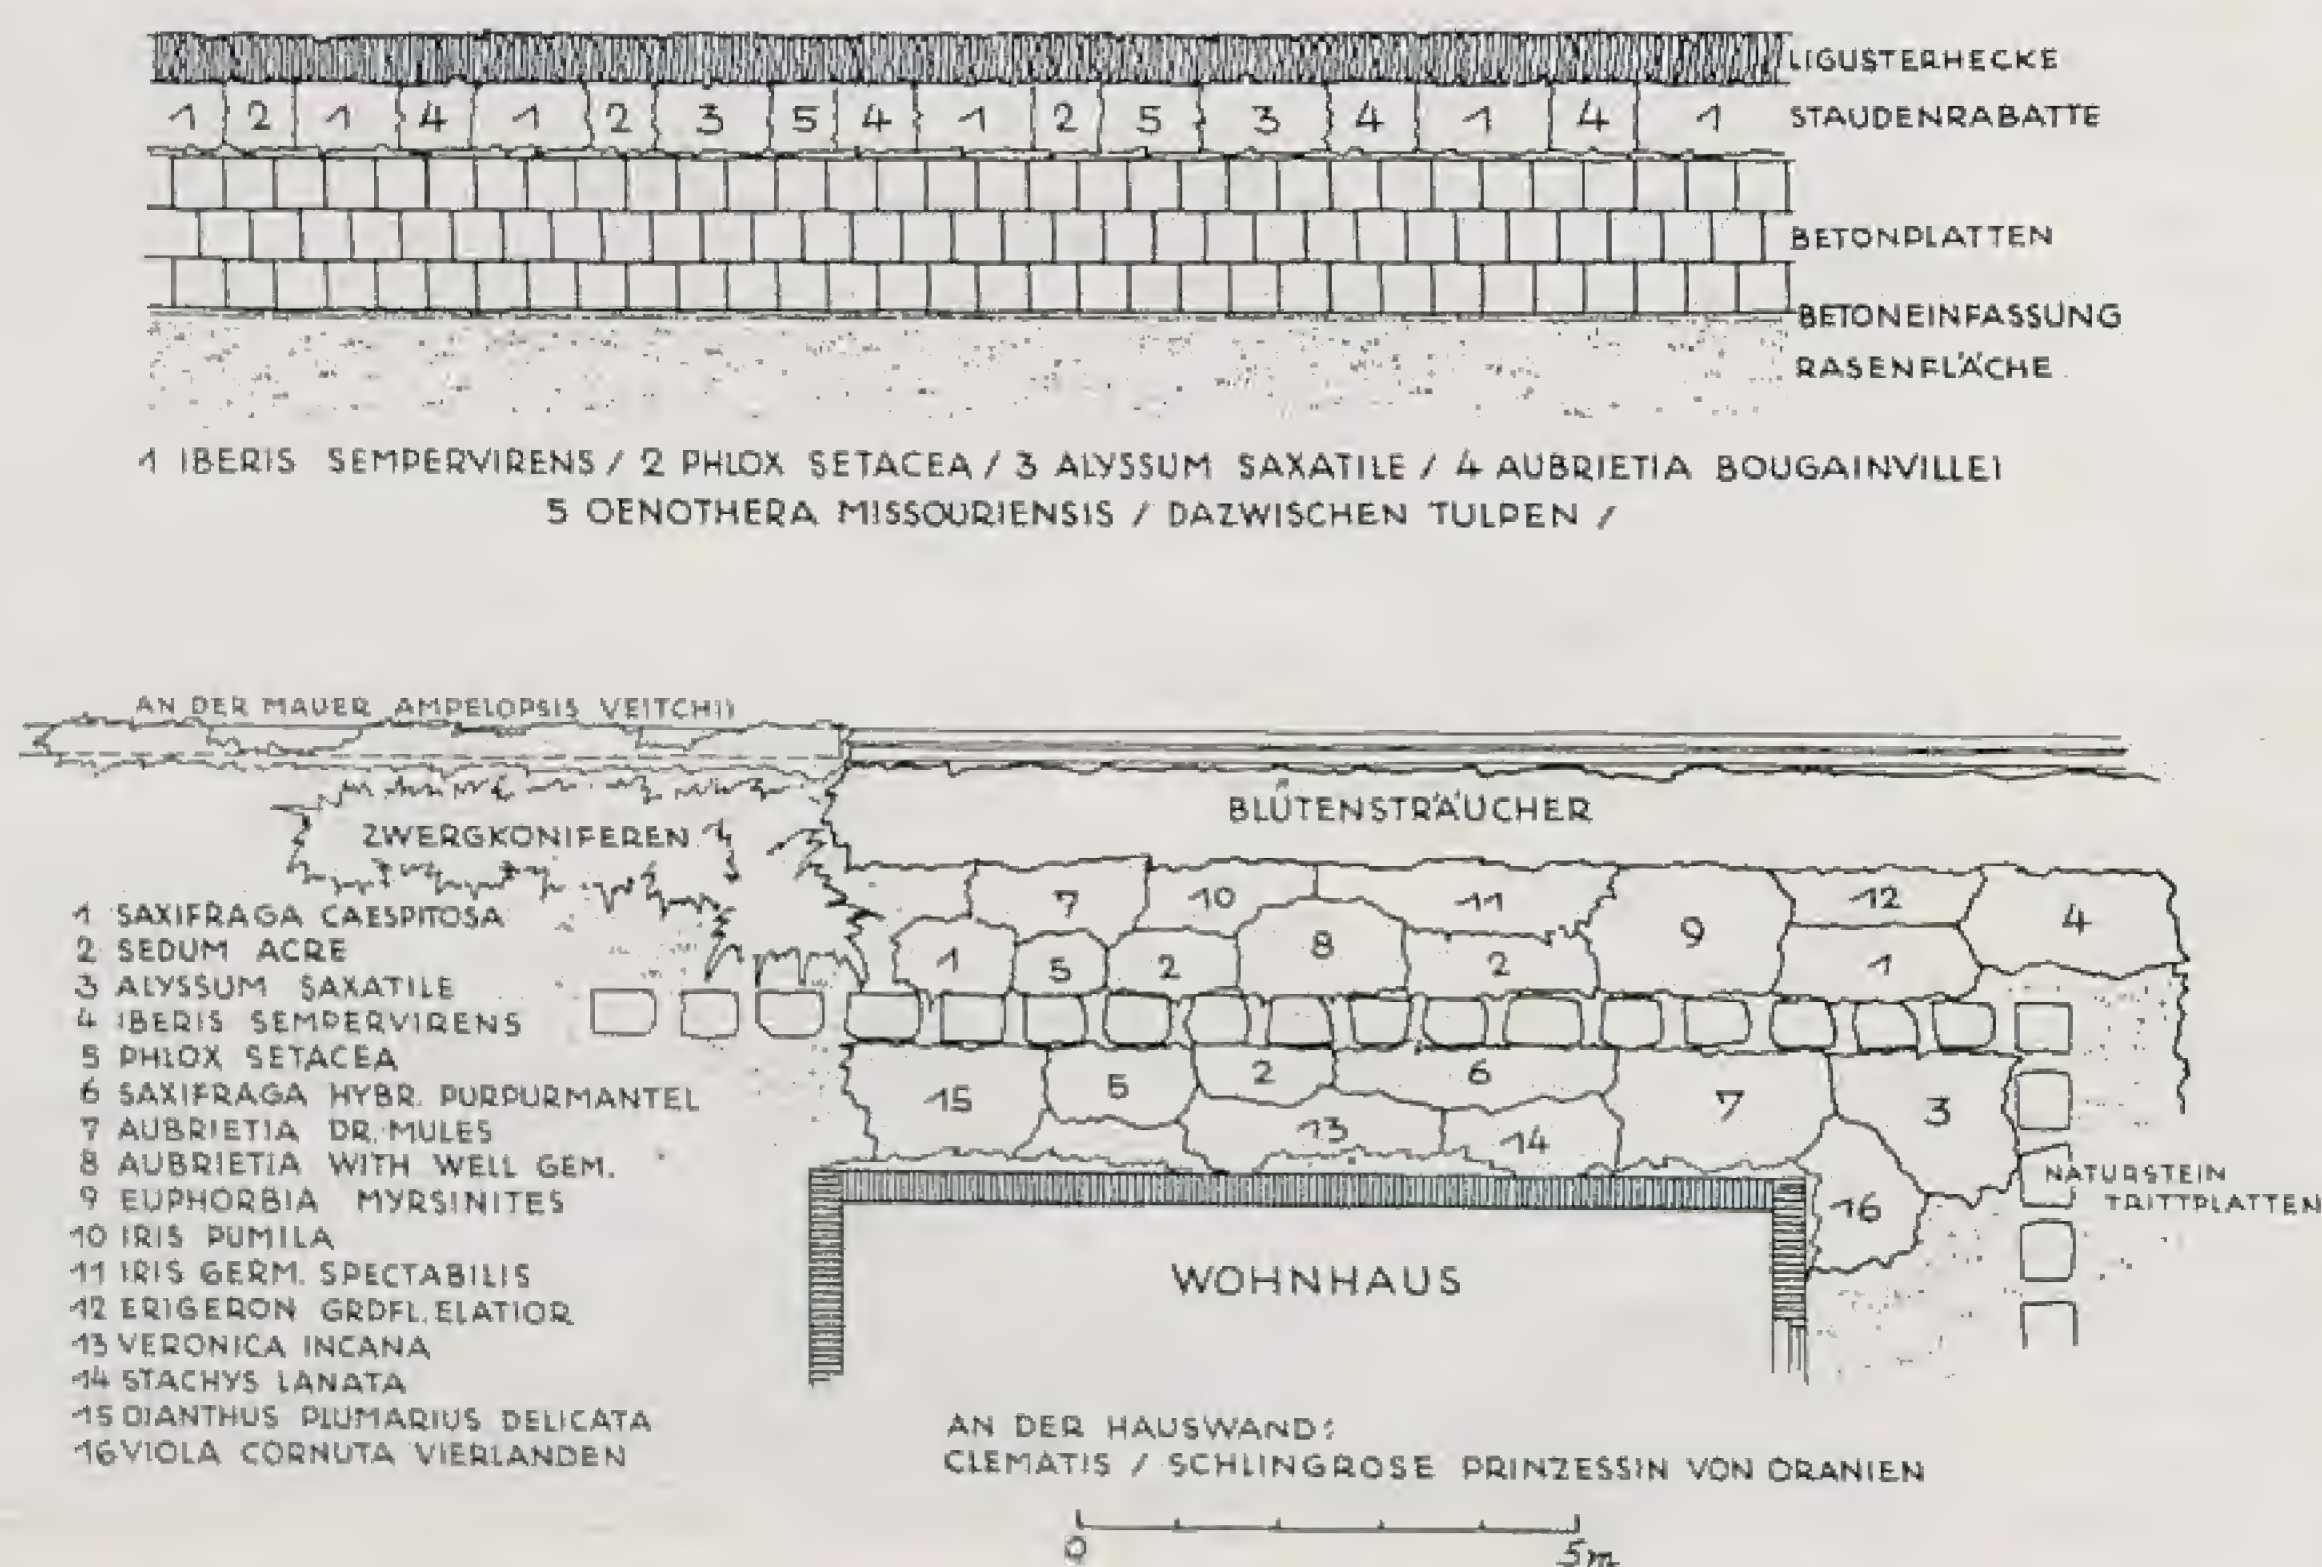 LIGUSTERHECKE
1 2 1 4 1 2 3 5 4 1 2 5 3 4 1 4 1 STAUDENRABATTE
BETONPLATTEN
BETONEINFASSUNG
RASENFLÄCHE
1 IBERIS SEMPERVIRENS / 2 PHLOX SETACEA / 3 ALYSSUM SAXATILE / 4 AUBRIETIA BOUGAINVILLEI
5 OENOTHERA MISSOURIENSIS / DAZWISCHEN TULPEN /
AN DER MAUER AMPELOPSIS VEITCHII
BLÜTENSTRÄUCHER
ZWERGKONIFEREN
7 10 11 9 12 4
1 5 2 8 2 1
15 5 2 6 7 3
13 14 16
NATURSTEIN
TRITTPLATTEN
WOHNHAUS
1 SAXIFRAGA CAESPITOSA
2 SEDUM ACRE
3 ALYSSUM SAXATILE
4 IBERIS SEMPERVIRENS
5 PHLOX SETACEA
6 SAXIFRAGA HYBR. PURPURMANTEL
7 AUBRIETIA DR. MULES
8 AUBRIETIA WITH WELL GEM.
9 EUPHORBIA MYRSINITES
10 IRIS PUMILA
11 IRIS GERM. SPECTABILIS
12 ERIGERON GRDFL. ELATIOR
13 VERONICA INCANA
14 STACHYS LANATA
15 DIANTHUS PLUMARIUS DELICATA
16 VIOLA CORNUTA VIERLANDEN
AN DER HAUSWAND:
CLEMATIS / SCHLINGROSE PRINZESSIN VON ORANIEN
0 5m